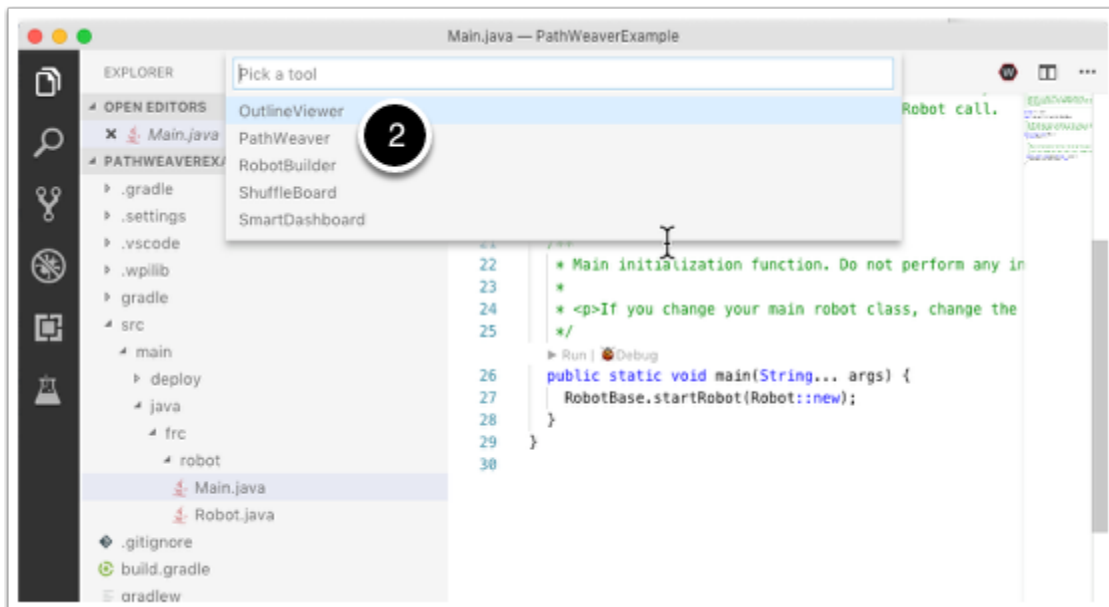 Main.java — PathWeaverExample
EXPLORER
OPEN EDITORS
Main.java
PATHWEAVEREXA
.gradle
.settings
.vscode
.wpilib
gradle
src
main
deploy
java
frc
robot
Main.java
Robot.java
.gitignore
build.gradle
gradlew
Pick a tool
OutlineViewer
PathWeaver
RobotBuilder
ShuffleBoard
SmartDashboard
2
W
Robot call.
21 /**
22 * Main initialization function. Do not perform any in
23 *
24 * <p>If you change your main robot class, change the
25 */
Run | Debug
26 public static void main(String... args) {
27 RobotBase.startRobot(Robot::new);
28 }
29 }
30